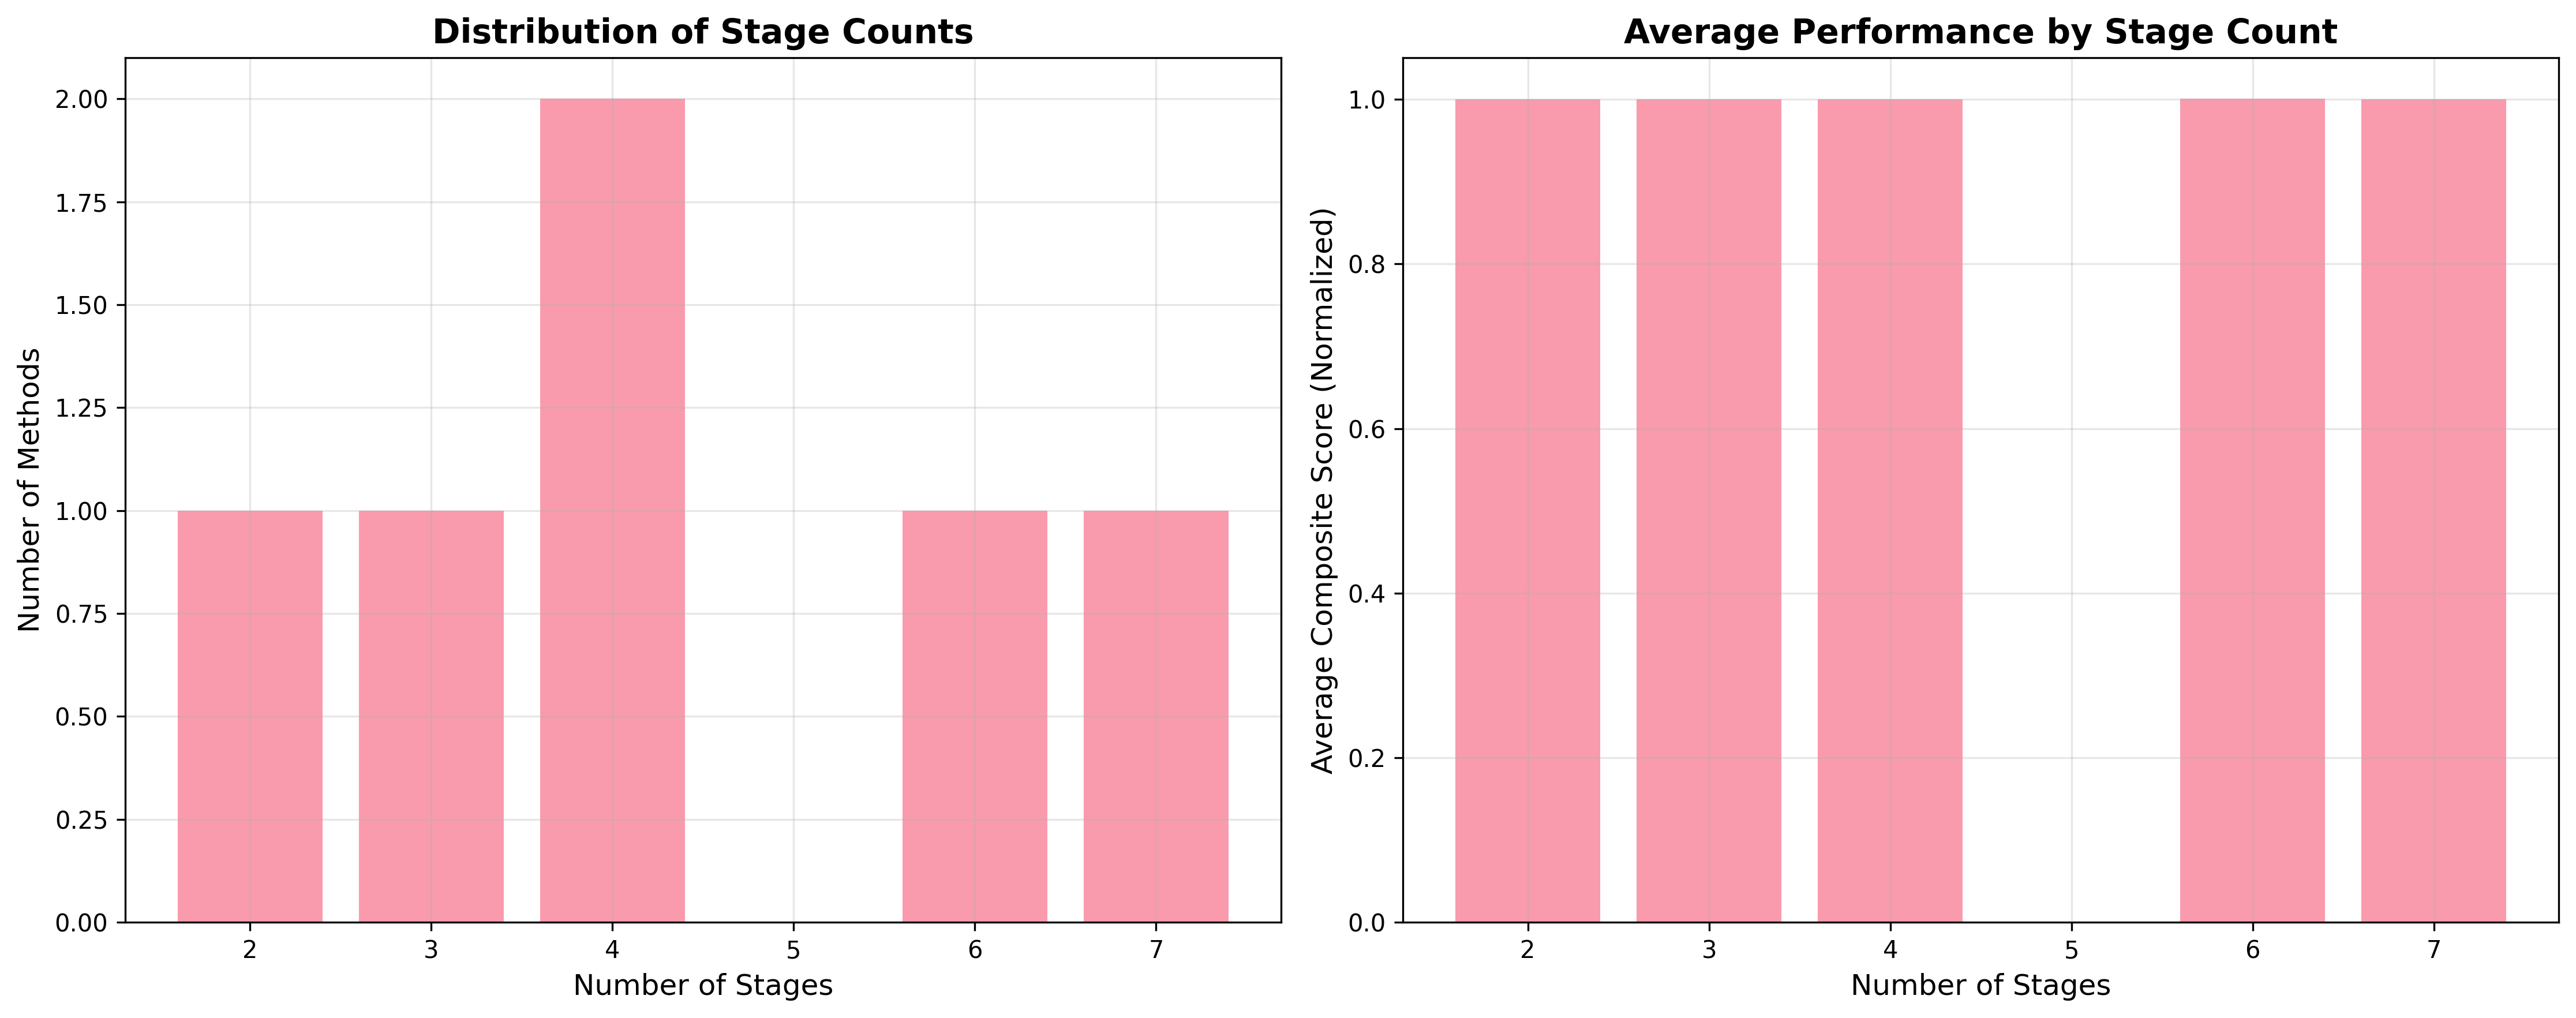 Distribution of Stage Counts
Number of Methods
2.00
1.75
1.50
1.25
1.00
0.75
0.50
0.25
0.00
2 3 4 5 6 7
Number of Stages
Average Performance by Stage Count
Average Composite Score (Normalized)
1.0
0.8
0.6
0.4
0.2
0.0
2 3 4 5 6 7
Number of Stages